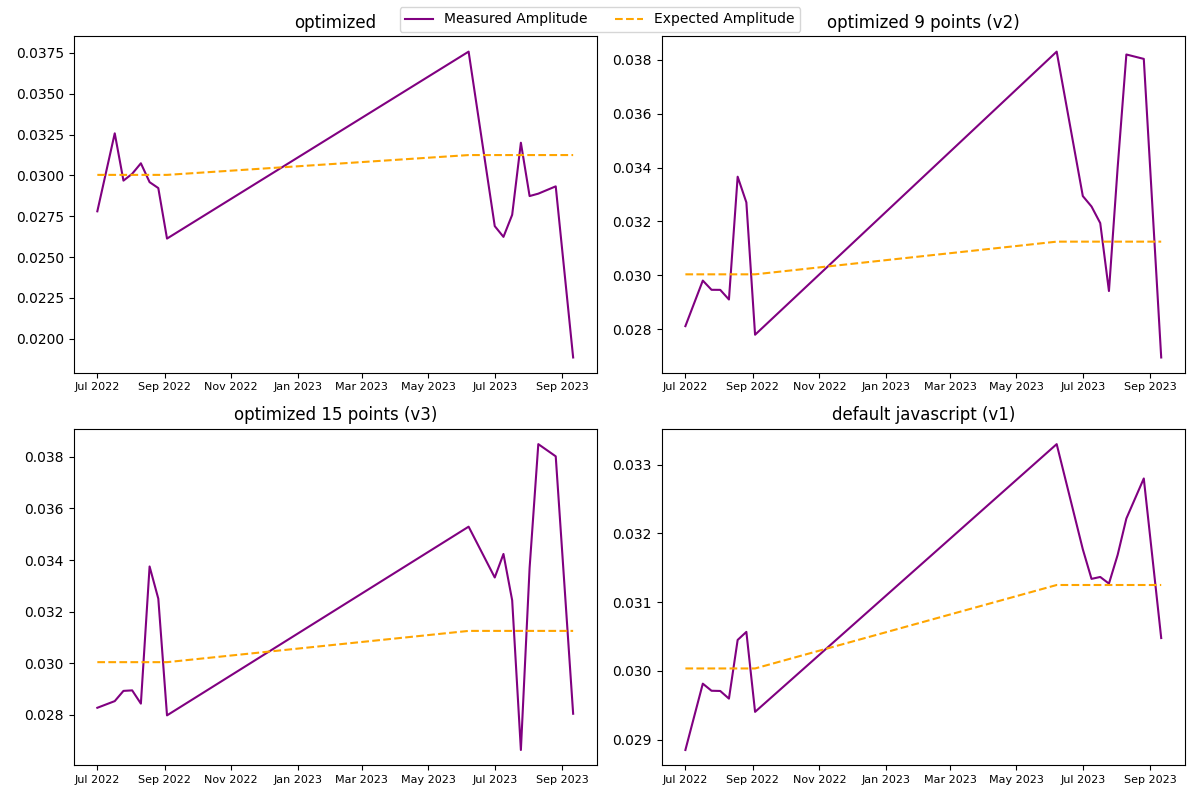 optimized
Measured Amplitude
Expected Amplitude
optimized 9 points (v2)
0.0375
0.0350
0.0325
0.0300
0.0275
0.0250
0.0225
0.0200
Jul 2022 Sep 2022 Nov 2022 Jan 2023 Mar 2023 May 2023 Jul 2023 Sep 2023
0.038
0.036
0.034
0.032
0.030
0.028
Jul 2022 Sep 2022 Nov 2022 Jan 2023 Mar 2023 May 2023 Jul 2023 Sep 2023
optimized 15 points (v3)
0.038
0.036
0.034
0.032
0.030
0.028
Jul 2022 Sep 2022 Nov 2022 Jan 2023 Mar 2023 May 2023 Jul 2023 Sep 2023
default javascript (v1)
0.033
0.032
0.031
0.030
0.029
Jul 2022 Sep 2022 Nov 2022 Jan 2023 Mar 2023 May 2023 Jul 2023 Sep 2023